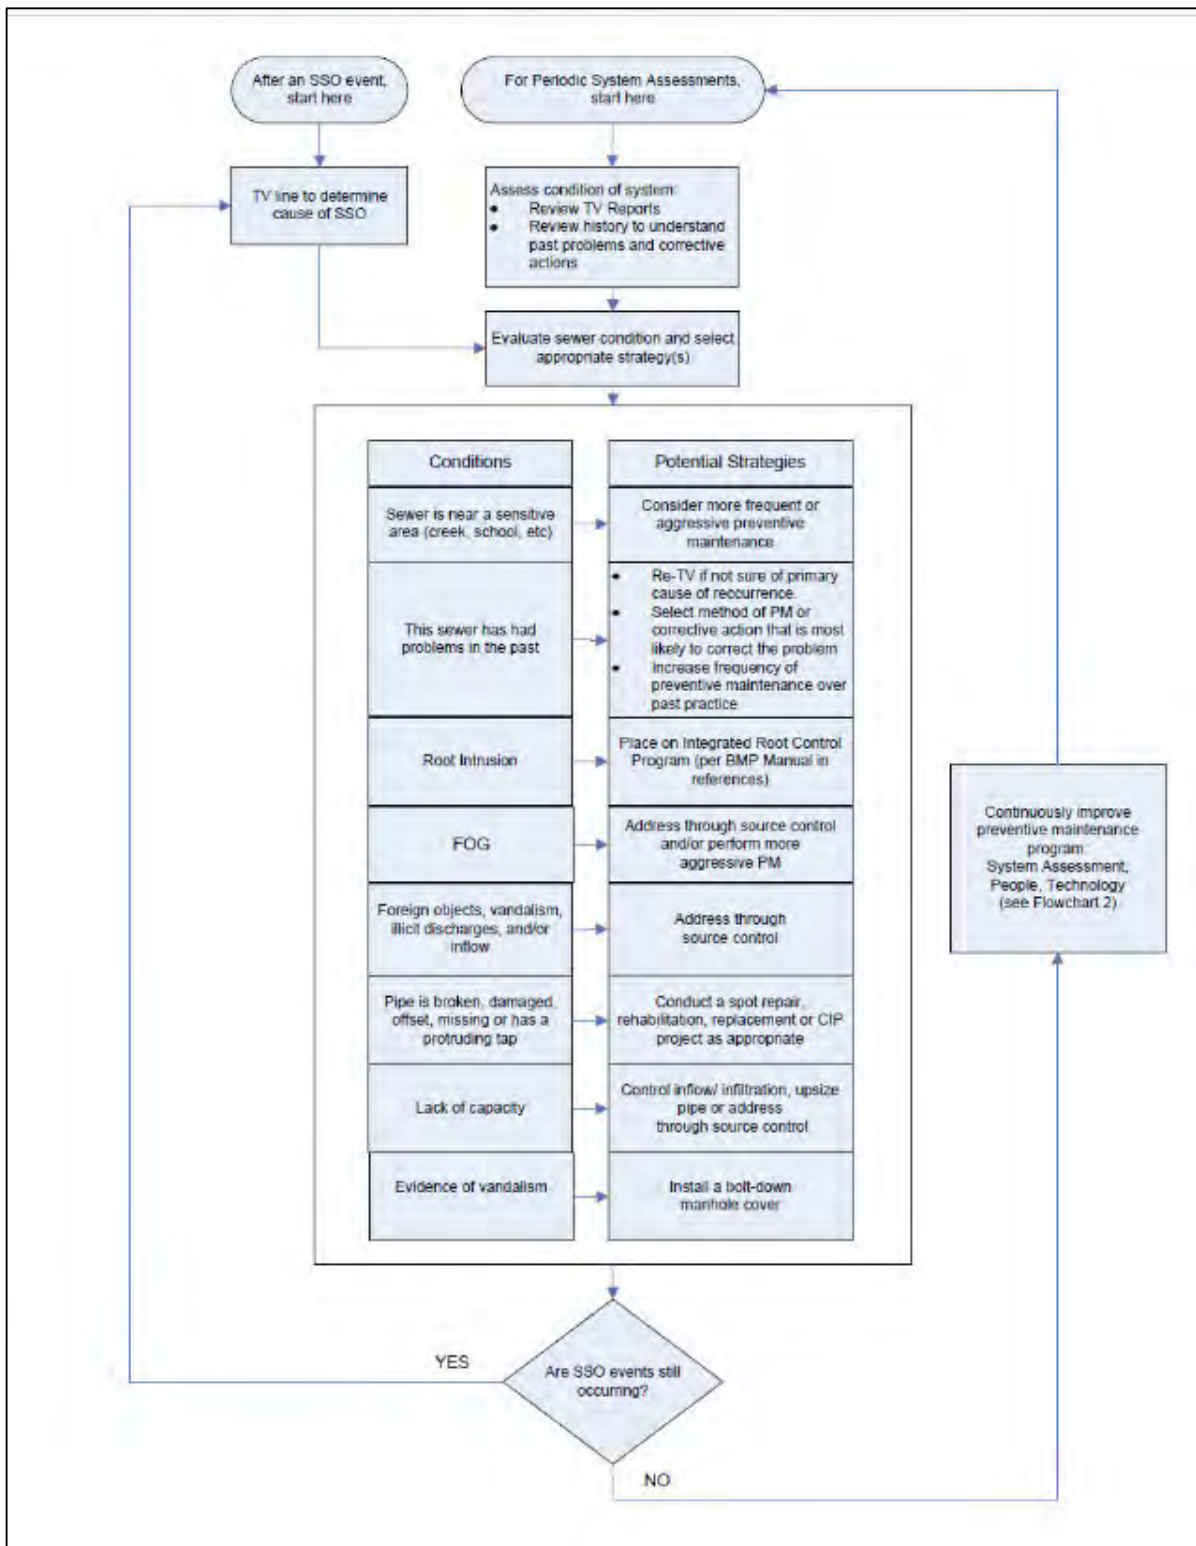 After an SSO event,
start here
For Periodic System Assessments,
start here
TV line to determine
cause of SSO
Assess condition of system:
● Review TV Reports
● Review history to understand
past problems and corrective
actions
Evaluate sewer condition and select
appropriate strategy(s)
Conditions
Potential Strategies
Sewer is near a sensitive
area (creek, school, etc)
Consider more frequent or
aggressive preventive
maintenance
This sewer has had
problems in the past
● Re-TV if not sure of primary
cause of reccurrence.
● Select method of PM or
corrective action that is most
likely to correct the problem
● Increase frequency of
preventive maintenance over
past practice
Root Intrusion
Place on Integrated Root Control
Program (per BMP Manual in
references)
FOG
Address through source control
and/or perform more
aggressive PM
Foreign objects, vandalism,
illicit discharges, and/or
inflow
Address through
source control
Pipe is broken, damaged,
offset, missing or has a
protruding tap
Conduct a spot repair,
rehabilitation, replacement or CIP
project as appropriate
Lack of capacity
Control inflow/ infiltration, upsize
pipe or address
through source control
Evidence of vandalism
Install a bolt-down
manhole cover
Continuously improve
preventive maintenance
program
System Assessment,
People, Technology
(see Flowchart 2)
Are SSO events still
occurring?
YES
NO